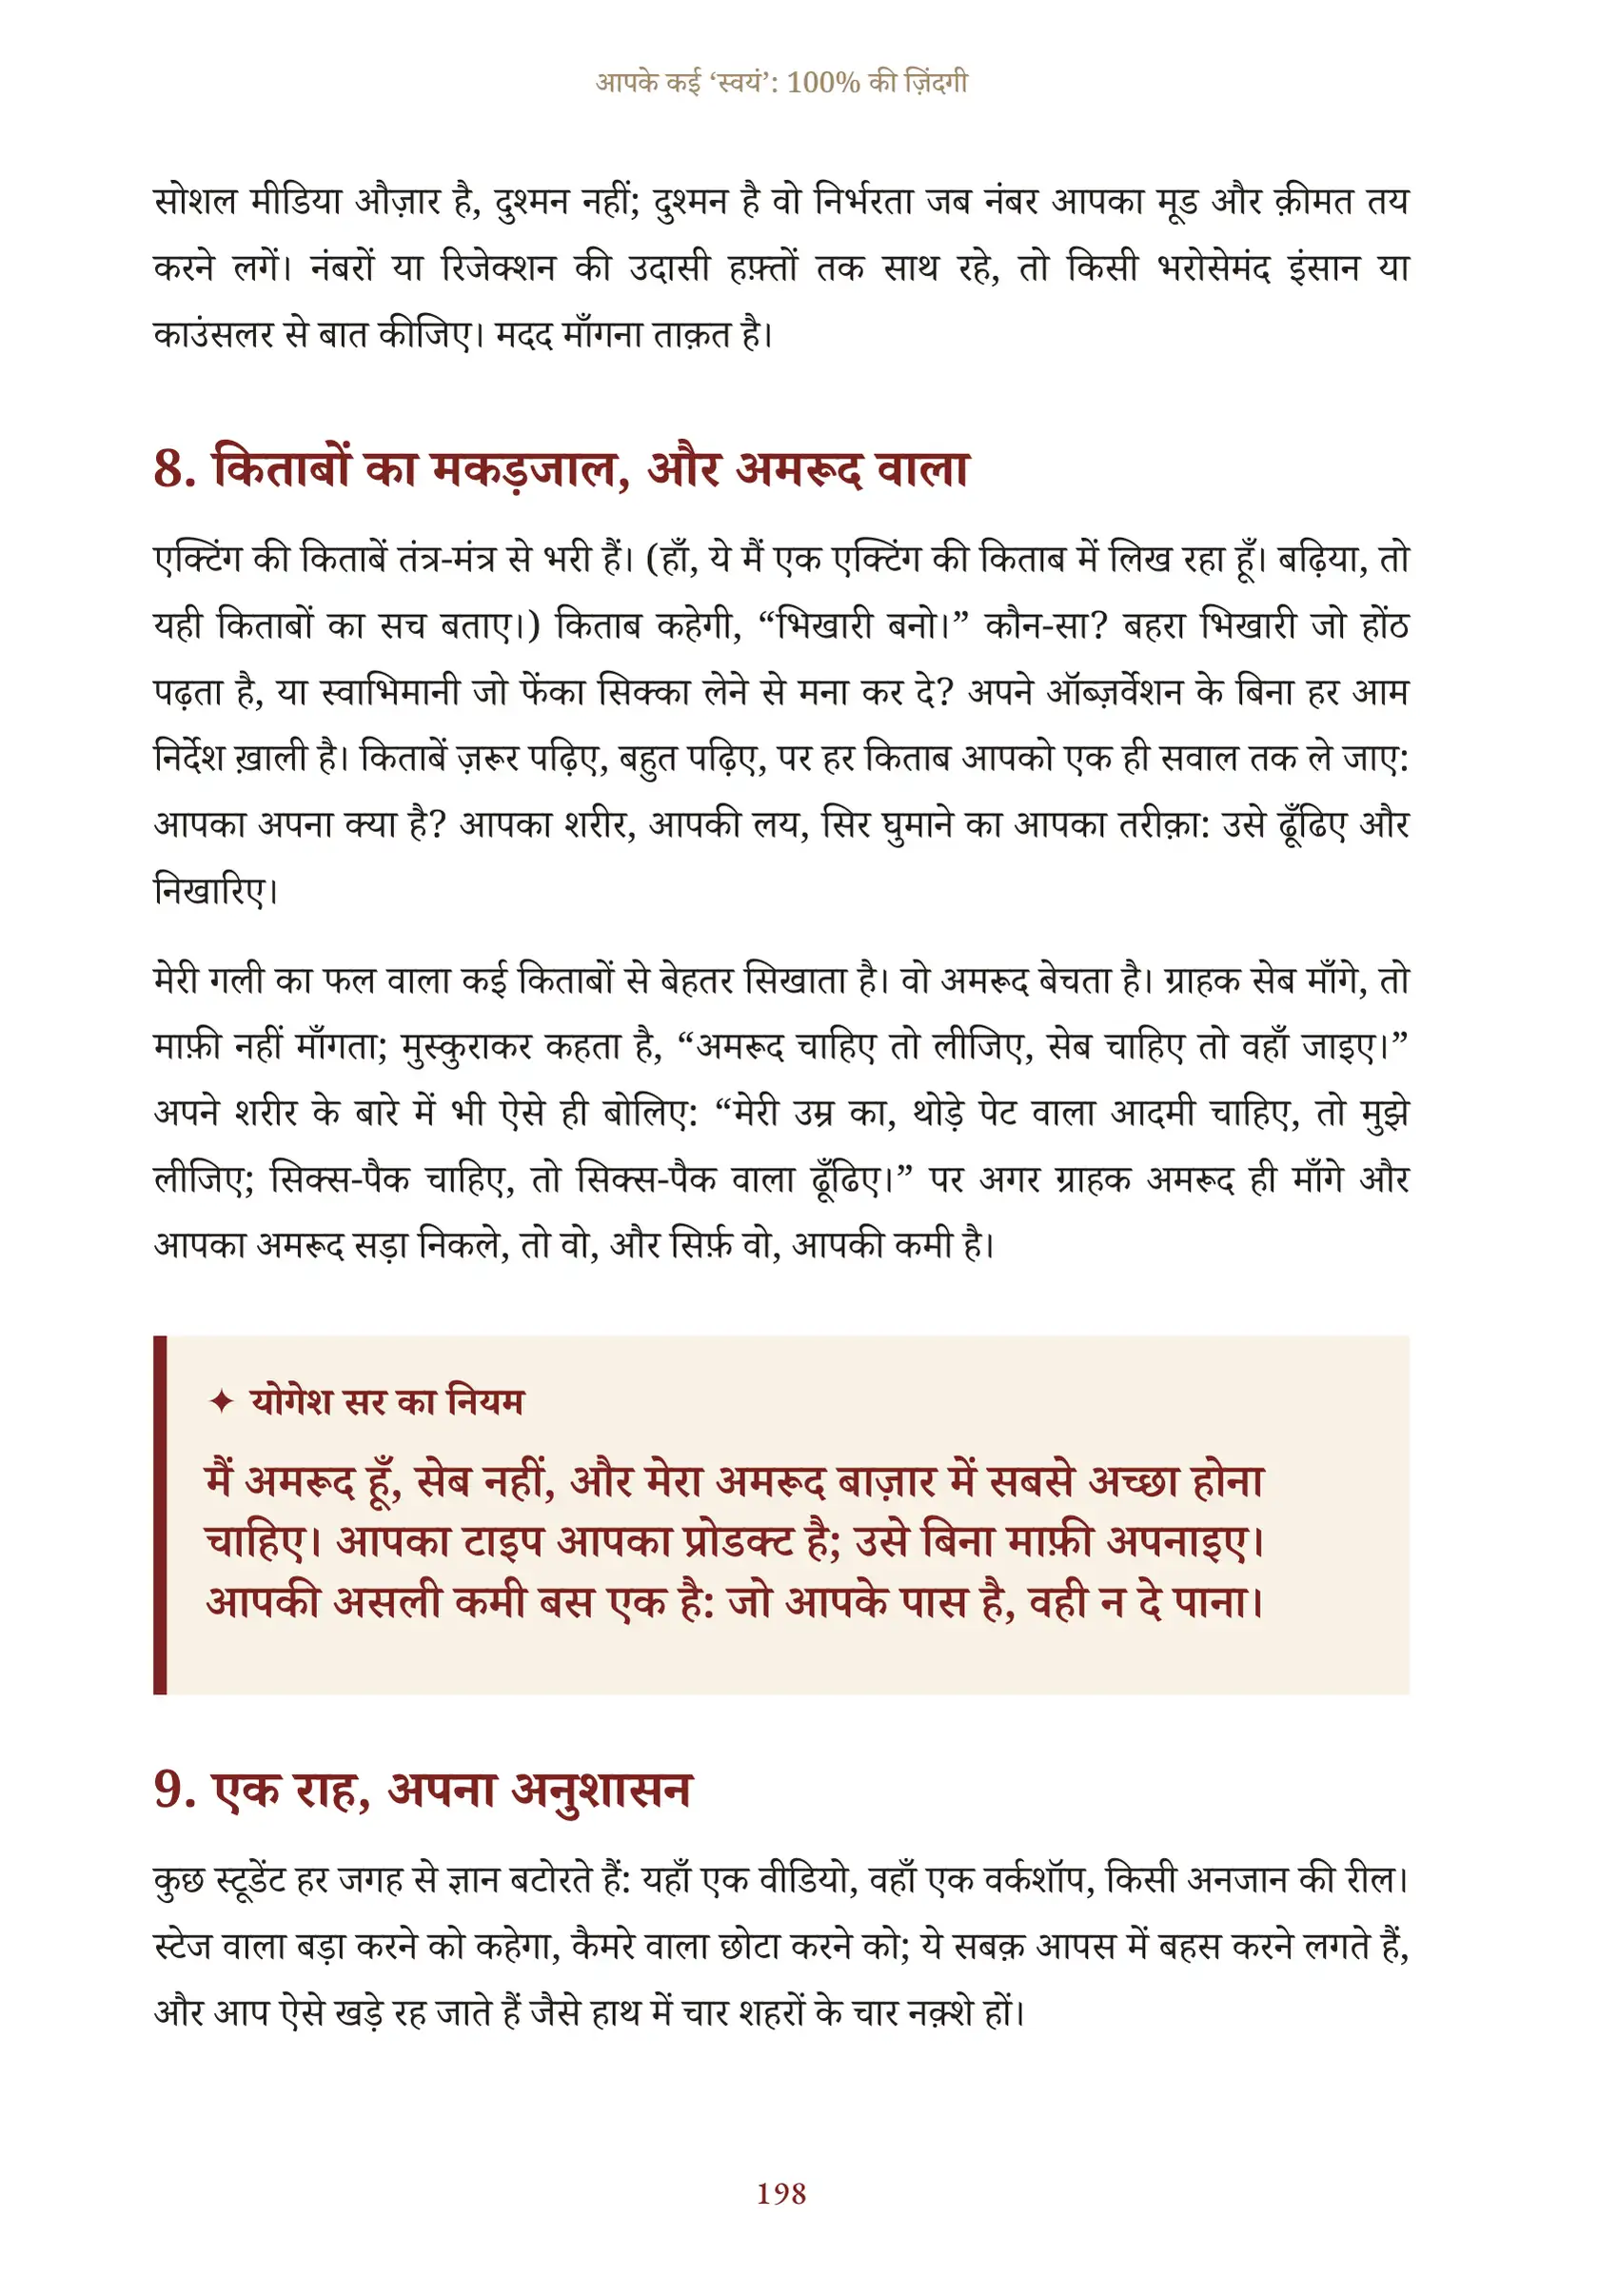 आपके कई ‘स्वयं’: 100% की ज़िंदगी
सोशल मीडिया औज़ार है, दुश्मन नहीं; दुश्मन है वो निर्भरता जब नंबर आपका मूड और क़ीमत तय
करने लगें। नंबरों या रिजेक्शन की उदासी हफ़्तों तक साथ रहे, तो किसी भरोसेमंद इंसान या
काउंसलर से बात कीजिए। मदद माँगना ताक़त है।
8. किताबों का मकड़जाल, और अमरूद वाला
एक्टिंग की किताबें तंत्र-मंत्र से भरी हैं। (हाँ, ये मैं एक एक्टिंग की किताब में लिख रहा हूँ। बढ़िया, तो
यही किताबों का सच बताए।) किताब कहेगी, “भिखारी बनो।” कौन-सा? बहरा भिखारी जो होंठ
पढ़ता है, या स्वाभिमानी जो फेंका सिक्का लेने से मना कर दे? अपने ऑब्ज़र्वेशन के बिना हर आम
निर्देश ख़ाली है। किताबें ज़रूर पढ़िए, बहुत पढ़िए, पर हर किताब आपको एक ही सवाल तक ले जाए:
आपका अपना क्या है? आपका शरीर, आपकी लय, सिर घुमाने का आपका तरीक़ा: उसे ढूँढिए और
निखारिए।
मेरी गली का फल वाला कई किताबों से बेहतर सिखाता है। वो अमरूद बेचता है। ग्राहक सेब माँगे, तो
माफ़ी नहीं माँगता; मुस्कुराकर कहता है, “अमरूद चाहिए तो लीजिए, सेब चाहिए तो वहाँ जाइए।”
अपने शरीर के बारे में भी ऐसे ही बोलिए: “मेरी उम्र का, थोड़े पेट वाला आदमी चाहिए, तो मुझे
लीजिए; सिक्स-पैक चाहिए, तो सिक्स-पैक वाला ढूँढिए।” पर अगर ग्राहक अमरूद ही माँगे और
आपका अमरूद सड़ा निकले, तो वो, और सिर्फ़ वो, आपकी कमी है।
✦ योगेश सर का नियम
मैं अमरूद हूँ, सेब नहीं, और मेरा अमरूद बाज़ार में सबसे अच्छा होना
चाहिए। आपका टाइप आपका प्रोडक्ट है; उसे बिना माफ़ी अपनाइए।
आपकी असली कमी बस एक है: जो आपके पास है, वही न दे पाना।
9. एक राह, अपना अनुशासन
कुछ स्टूडेंट हर जगह से ज्ञान बटोरते हैं: यहाँ एक वीडियो, वहाँ एक वर्कशॉप, किसी अनजान की रील।
स्टेज वाला बड़ा करने को कहेगा, कैमरे वाला छोटा करने को; ये सबक़ आपस में बहस करने लगते हैं,
और आप ऐसे खड़े रह जाते हैं जैसे हाथ में चार शहरों के चार नक़्शे हों।
198